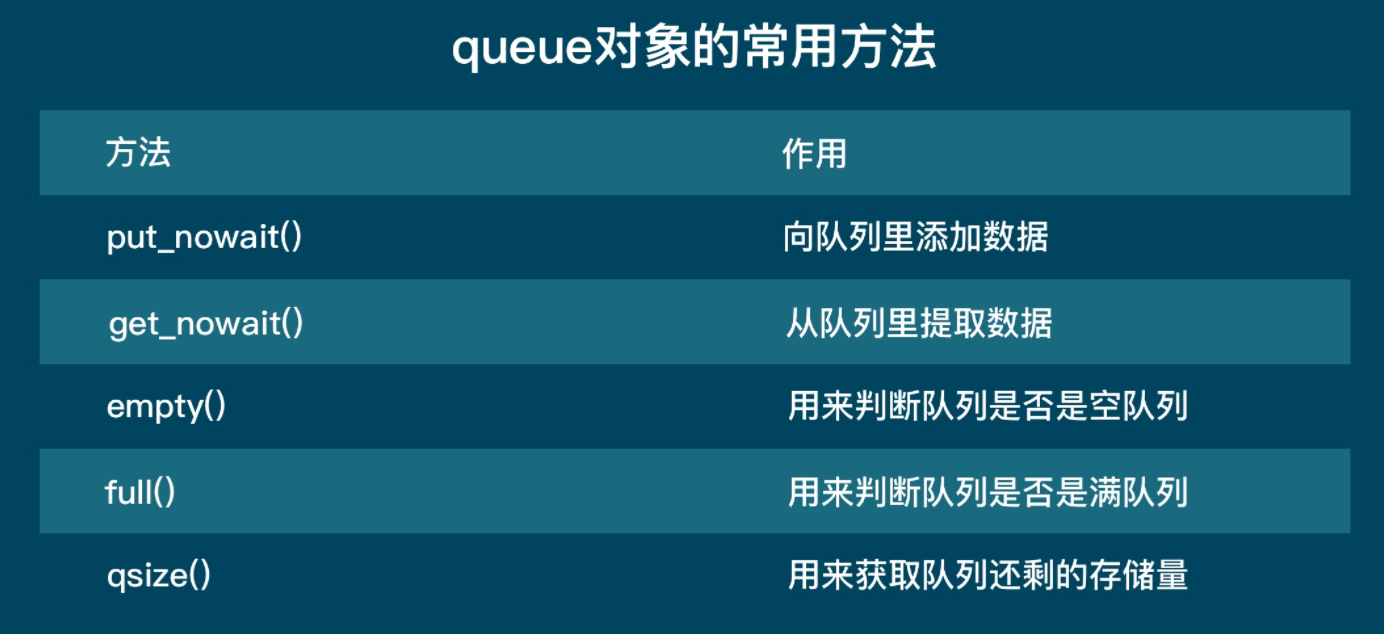 queue对象的常用方法
方法 作用
put_nowait() 向队列里添加数据
get_nowait() 从队列里提取数据
empty() 用来判断队列是否是空队列
full() 用来判断队列是否是满队列
qsize() 用来获取队列还剩的存储量